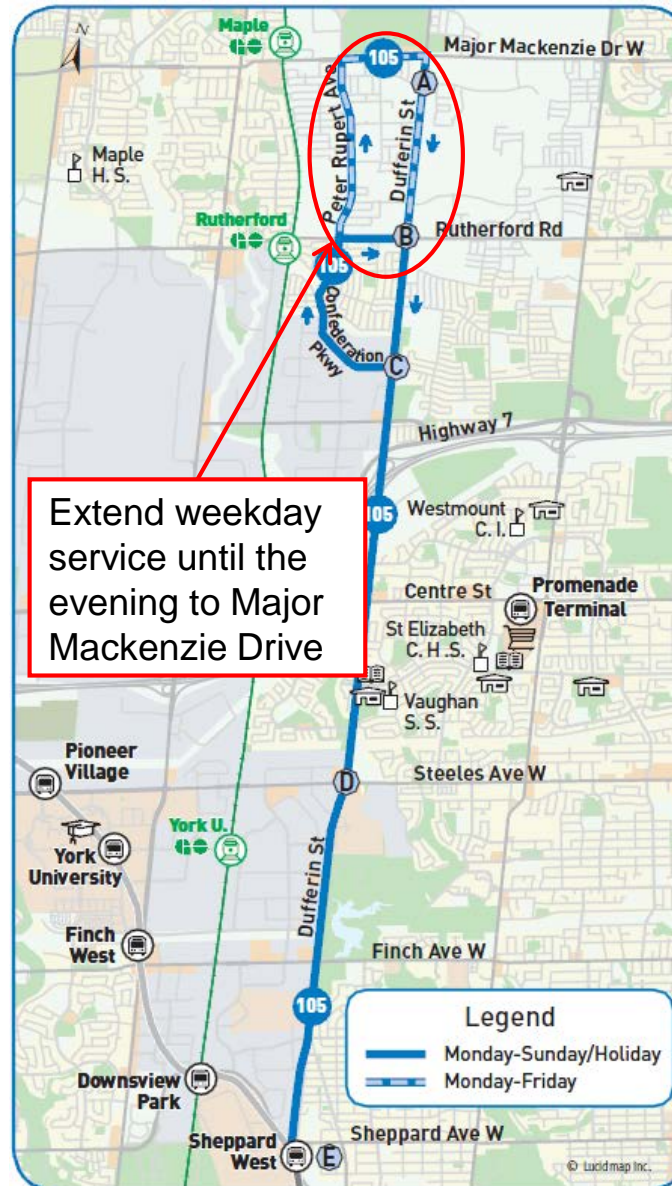 N
Maple
105
Major Mackenzie Dr W
A
Peter Rupert Ave
Dufferin St
Maple
H. S.
Rutherford
B
Rutherford Rd
105
Confederation
Pkwy
C
Highway 7
Extend weekday
service until the
evening to Major
Mackenzie Drive
105
Westmount
C. I.
Centre St
Promenade
Terminal
St Elizabeth
C. H .S.
Vaughan
S. S.
Pioneer
Village
D
Steeles Ave W
York U.
York
University
Dufferin St
Finch
West
Finch Ave W
105
Legend
Monday-Sunday/Holiday
Monday-Friday
Downsview
Park
Sheppard
West
E
Sheppard Ave W
© Lucidmap Inc.